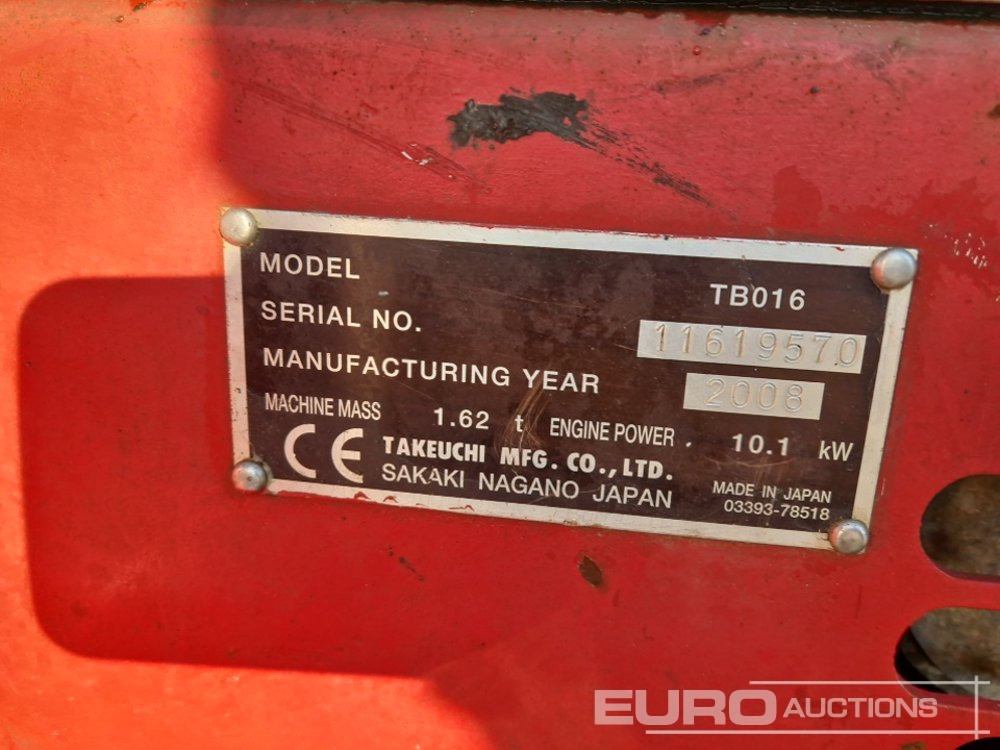 MODEL TB016
SERIAL NO. 11619570
MANUFACTURING YEAR 2008
MACHINE MASS 1.62 t ENGINE POWER 10.1 kW
CE TAKEUCHI MFG. CO., LTD.
SAKAKI NAGANO JAPAN
MADE IN JAPAN
03393-78518
EURO AUCTIONS